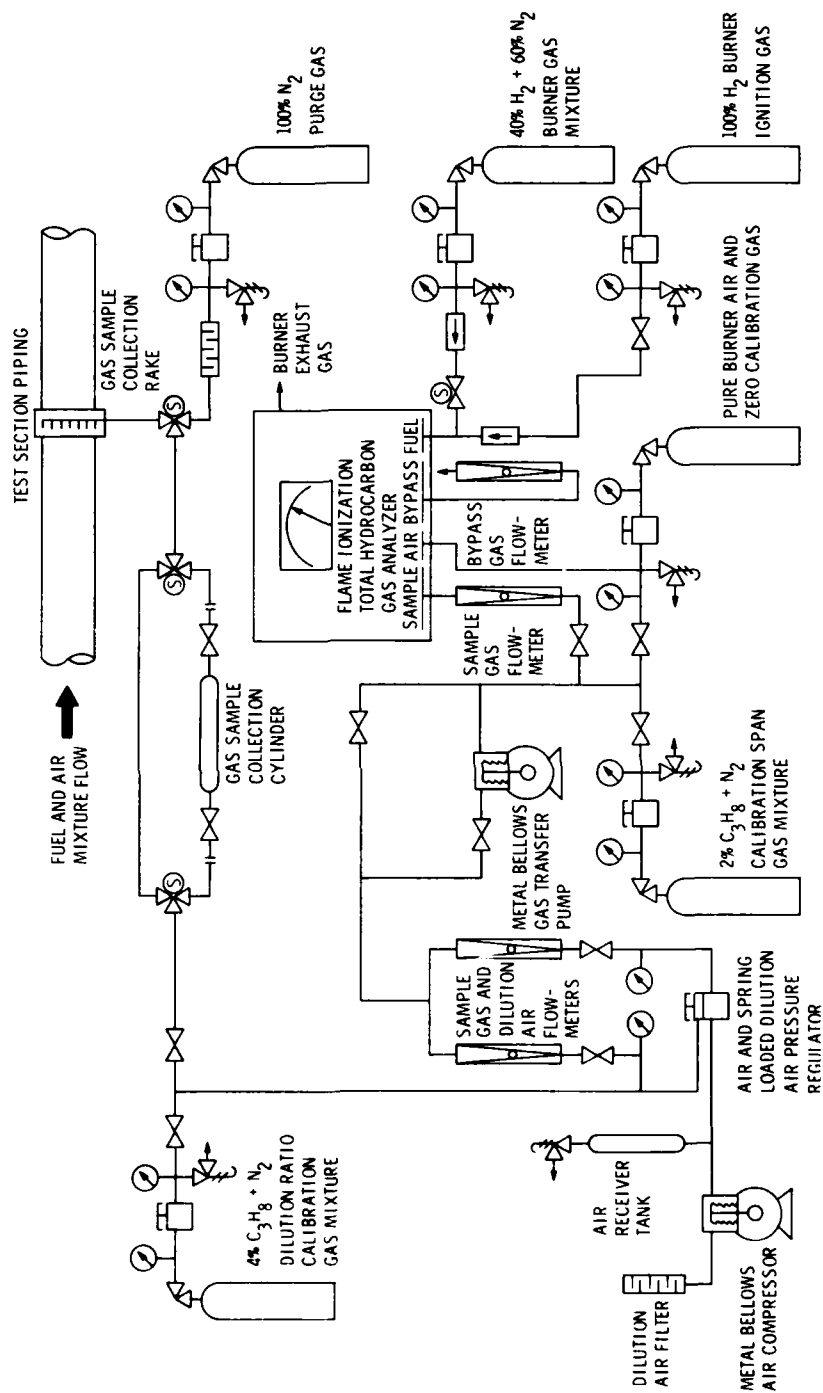 TEST SECTION PIPING
FUEL AND AIR
MIXTURE FLOW
GAS SAMPLE
COLLECTION
RAKE
100% N2
PURGE GAS
S
S
S
GAS SAMPLE
COLLECTION
CYLINDER
4% C3H8 + N2
DILUTION RATIO
CALIBRATION
GAS MIXTURE
BURNER
EXHAUST
GAS
FLAME IONIZATION
TOTAL HYDROCARBON
GAS ANALYZER
SAMPLE AIR BYPASS FUEL
S
40% H2 + 60% N2
BURNER GAS
MIXTURE
SAMPLE
GAS
FLOW-
METER
BYPASS
GAS
FLOW-
METER
100% H2 BURNER
IGNITION GAS
PURE BURNER AIR AND
ZERO CALIBRATION GAS
METAL BELLOWS
GAS TRANSFER
PUMP
2% C3H8 + N2
CALIBRATION SPAN
GAS MIXTURE
SAMPLE
GAS AND
DILUTION
AIR
FLOW-
METERS
AIR AND SPRING
LOADED DILUTION
AIR PRESSURE
REGULATOR
AIR
RECEIVER
TANK
DILUTION
AIR FILTER
METAL BELLOWS
AIR COMPRESSOR